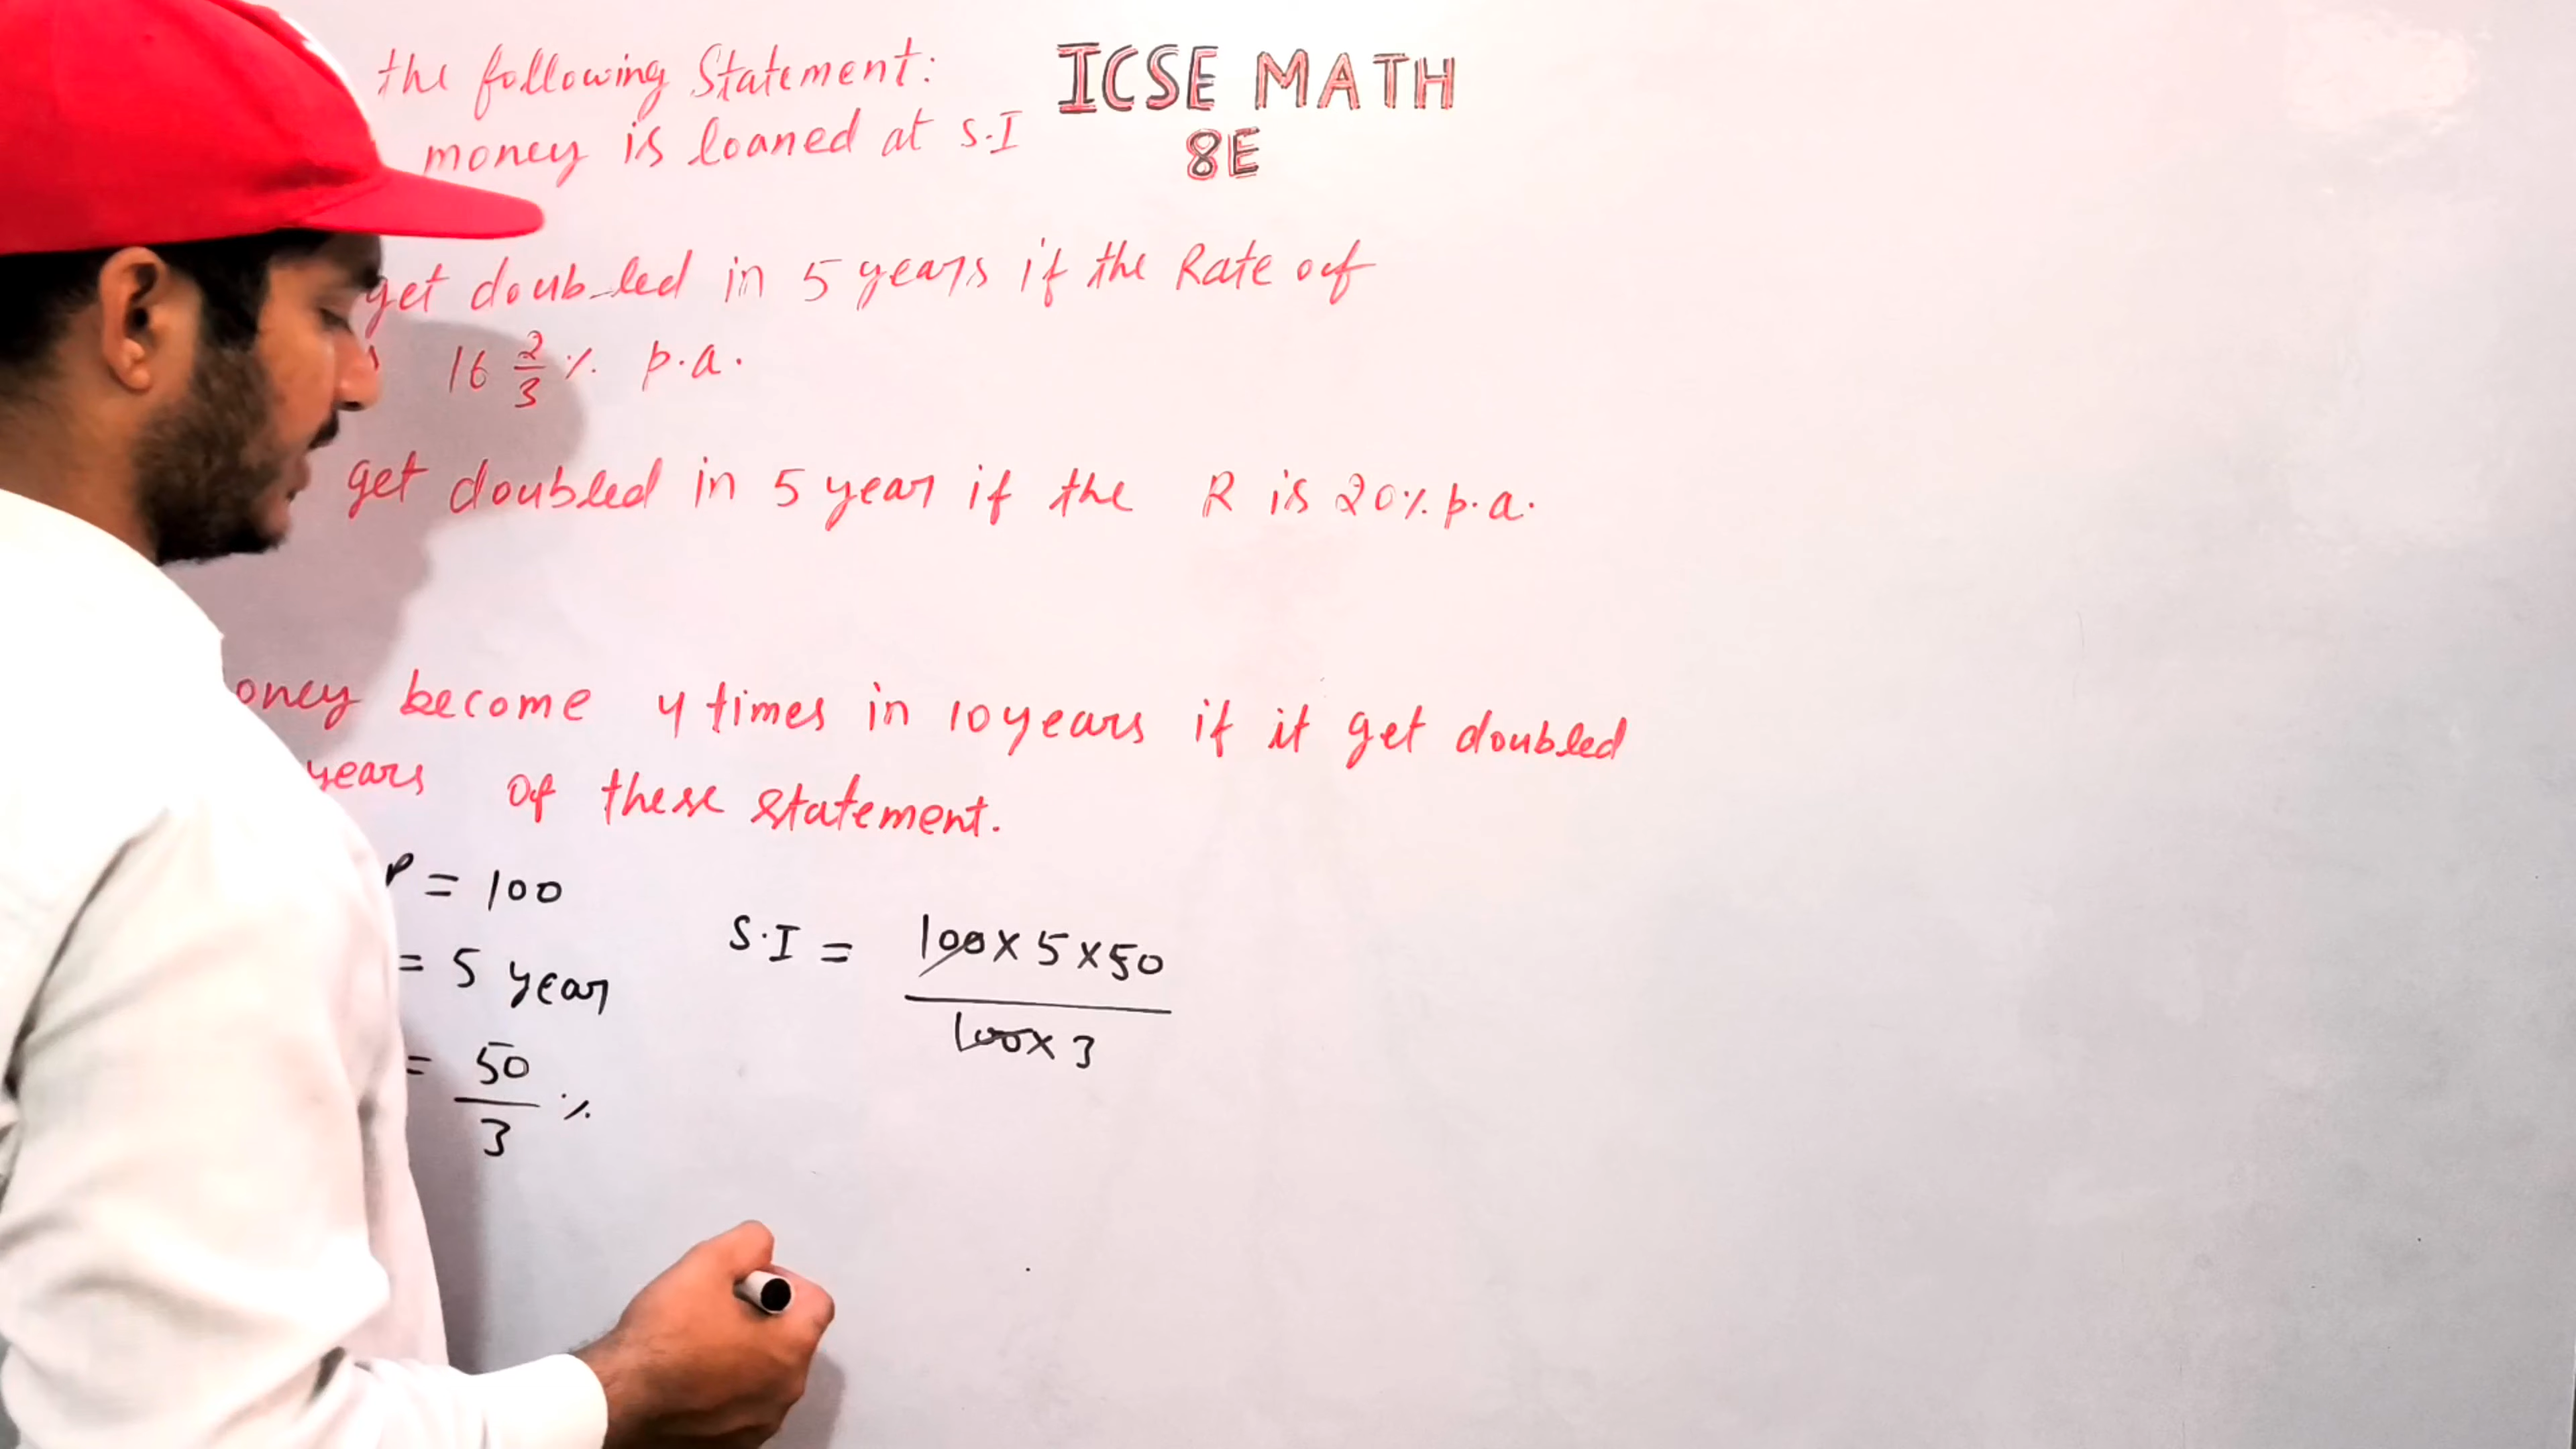 the following Statement:
ICSE MATH
money is loaned at S.I
8E
get doubled in 5 years if the Rate of
16 2/3 % p.a.
get doubled in 5 year if the R is 20% p.a.
become 4 times in 10 years if it get doubled
years of these statement.
P = 100
= 5 year
= 50/3 %
S.I = 100 x 5 x 50
100 x 3